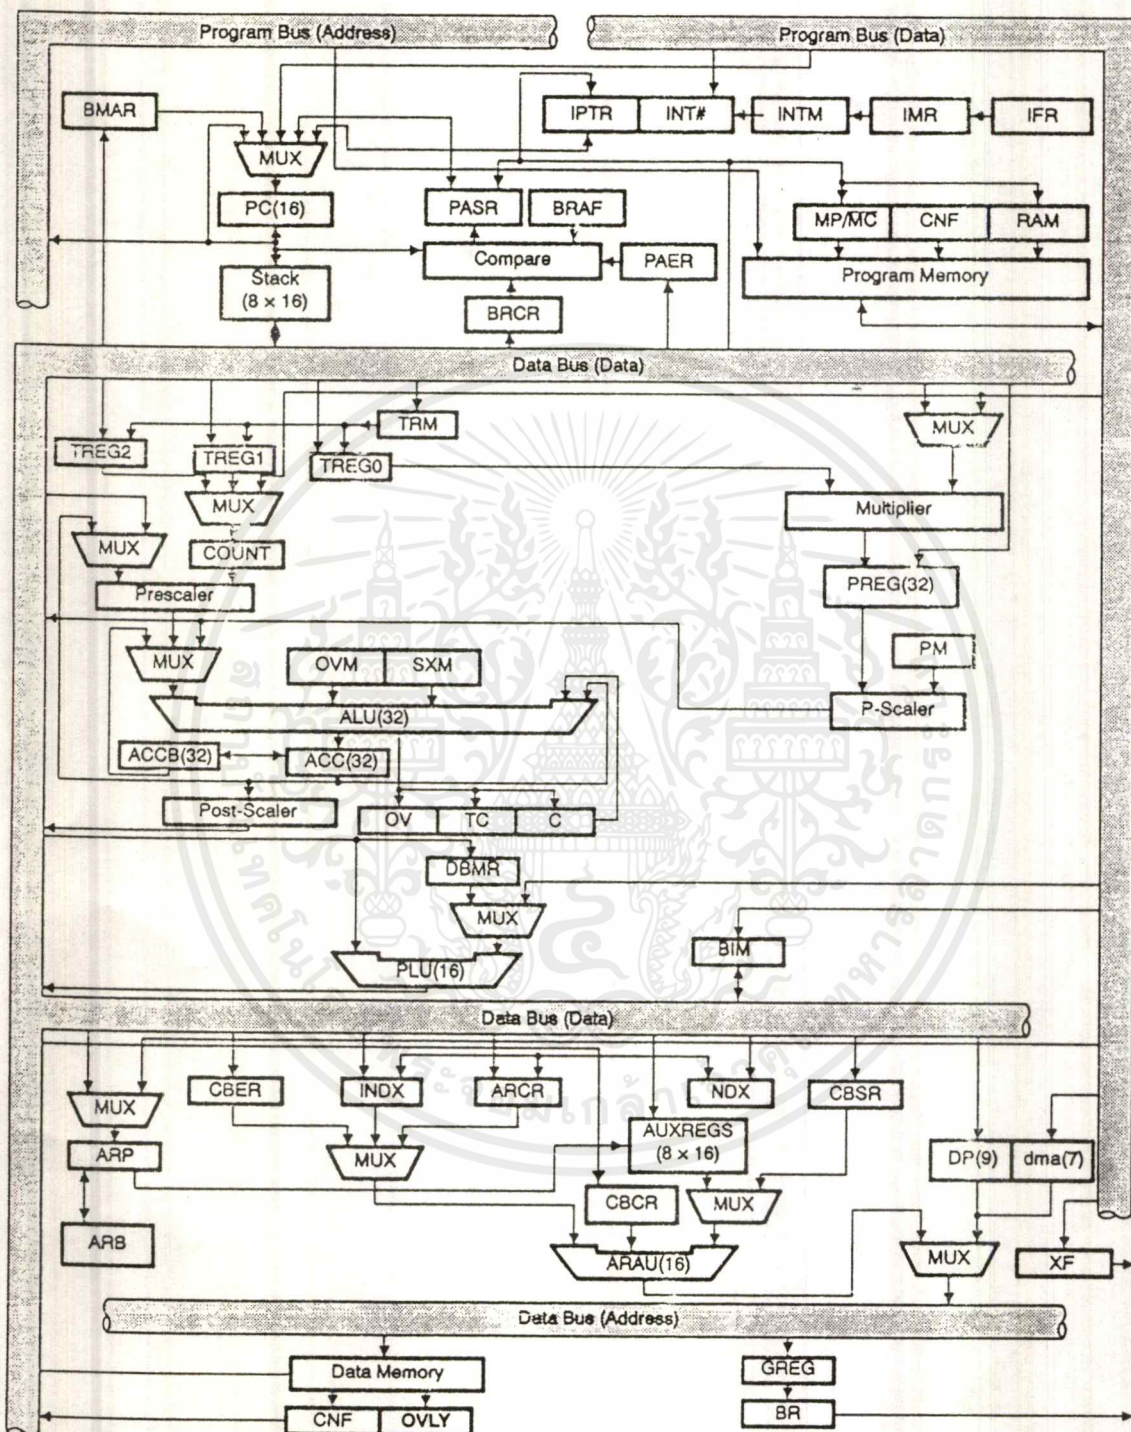 Program Bus (Address)
Program Bus (Data)
BMAR
IPTR
INT#
INTM
IMR
IFR
MUX
PC(16)
PASR
BRAF
MP/M̅C̅
CNF
RAM
Stack
(8 × 16)
Compare
PAER
Program Memory
BRCR
Data Bus (Data)
TRM
MUX
TREG2
TREG1
TREG0
MUX
Multiplier
MUX
COUNT
Prescaler
PREG(32)
MUX
OVM
SXM
PM
ALU(32)
P-Scaler
ACCB(32)
ACC(32)
Post-Scaler
OV
TC
C
DBMR
MUX
BIM
PLU(16)
Data Bus (Data)
MUX
CBER
INDX
ARCR
NDX
CBSR
ARP
MUX
AUXREGS
(8 × 16)
DP(9)
dma(7)
CBCR
MUX
ARB
ARAU(16)
MUX
XF
Data Bus (Address)
Data Memory
GREG
CNF
OVLY
BR